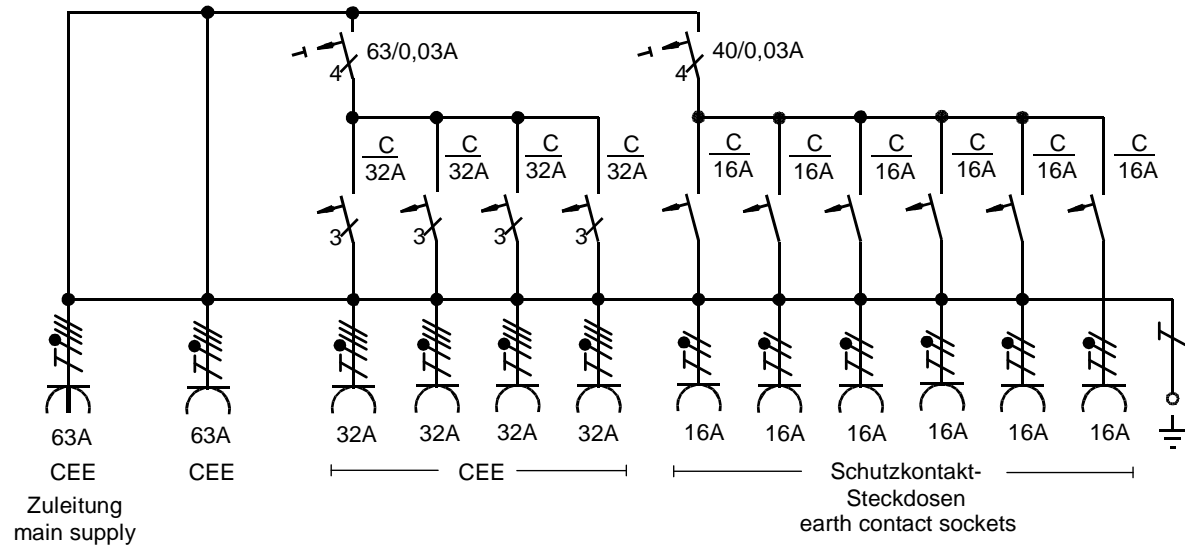 63/0,03A
40/0,03A
4
4
C C C C C C C C C C
32A 32A 32A 32A 16A 16A 16A 16A 16A 16A
3 3 3 3
63A 63A 32A 32A 32A 32A 16A 16A 16A 16A 16A 16A
CEE CEE CEE Schutzkontakt-
Zuleitung Steckdosen
main supply earth contact sockets